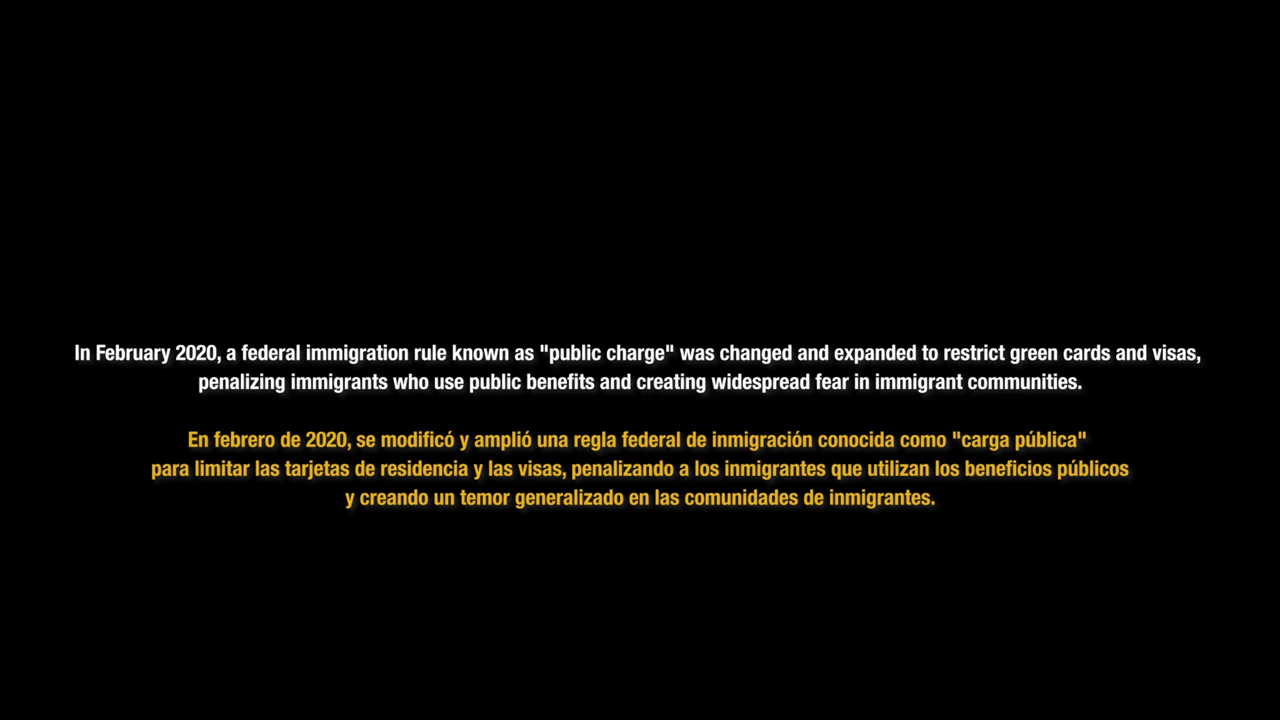 In February 2020, a federal immigration rule known as "public charge" was changed and expanded to restrict green cards and visas,
penalizing immigrants who use public benefits and creating widespread fear in immigrant communities.
En febrero de 2020, se modificó y amplió una regla federal de inmigración conocida como "carga pública"
para limitar las tarjetas de residencia y las visas, penalizando a los inmigrantes que utilizan los beneficios públicos
y creando un temor generalizado en las comunidades de inmigrantes.